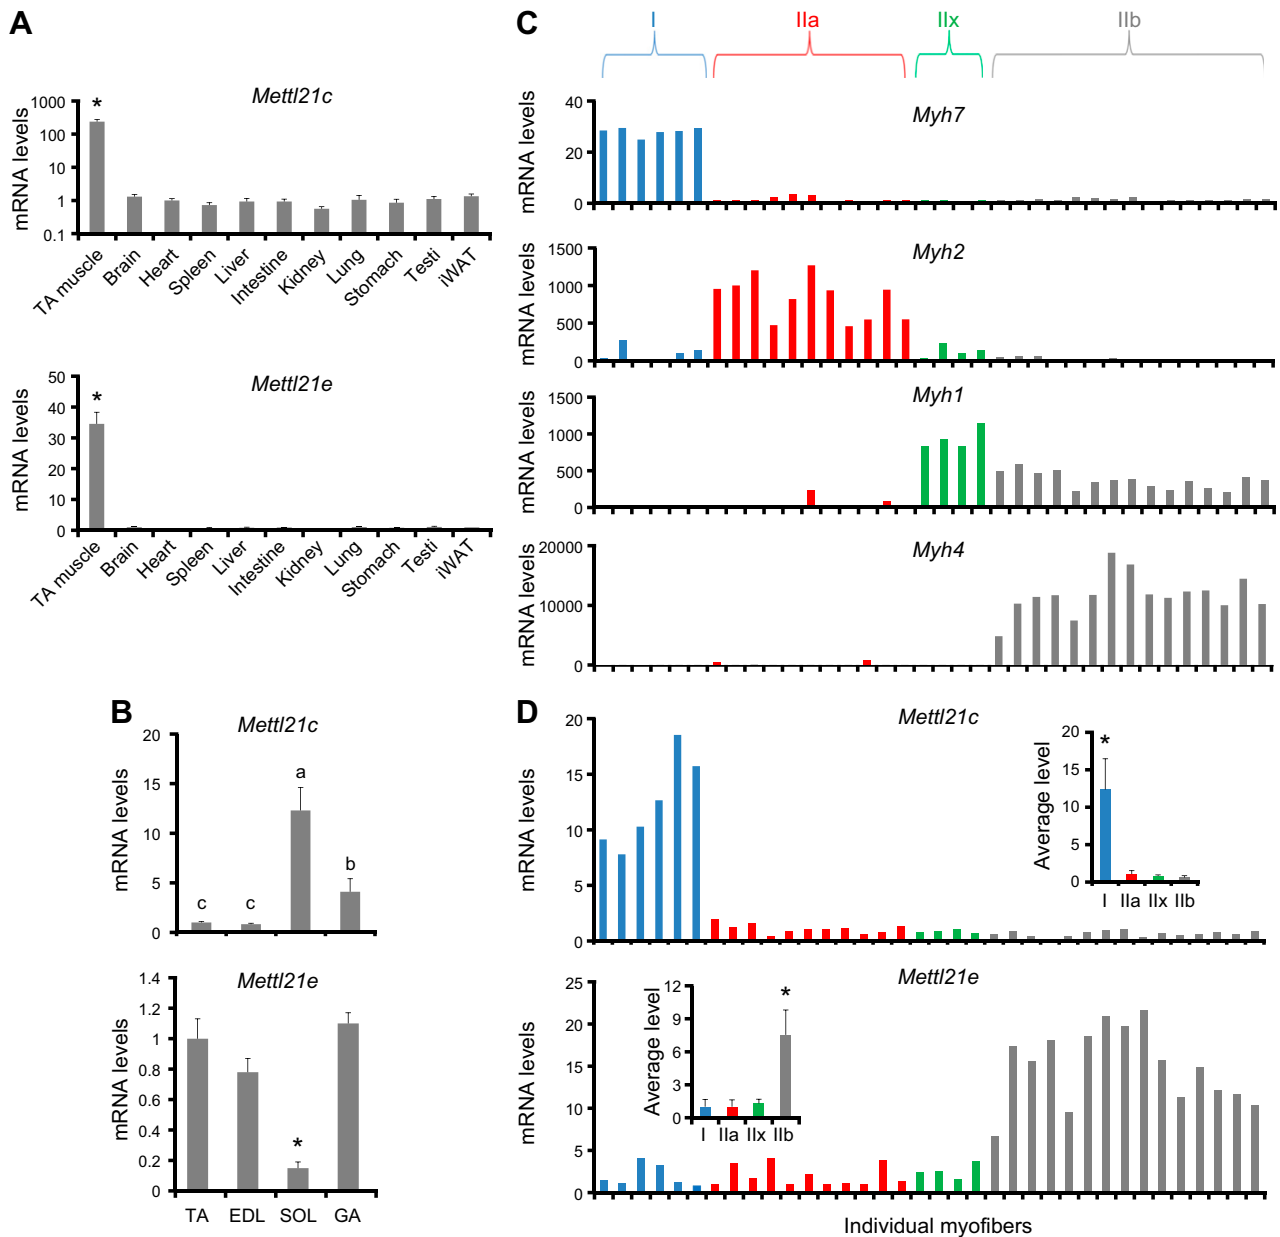 A
Mettl21c
mRNA levels
1000
100
10
1
0.1
*
TA muscle
Brain
Heart
Spleen
Liver
Intestine
Kidney
Lung
Stomach
Testi
iWAT
Mettl21e
mRNA levels
50
40
30
20
10
0
*
TA muscle
Brain
Heart
Spleen
Liver
Intestine
Kidney
Lung
Stomach
Testi
iWAT
B
Mettl21c
mRNA levels
20
15
10
5
0
c
c
a
b
Mettl21e
mRNA levels
1.4
1.2
1
0.8
0.6
0.4
0.2
0
*
TA EDL SOL GA
C
I IIa IIx IIb
Myh7
mRNA levels
40
20
0
Myh2
mRNA levels
1500
1000
500
0
Myh1
mRNA levels
1500
1000
500
0
Myh4
mRNA levels
20000
10000
0
D
Mettl21c
mRNA levels
20
15
10
5
0
Average level
20
15
10
5
0
*
I IIa IIx IIb
Mettl21e
mRNA levels
25
20
15
10
5
0
Average level
12
9
6
3
0
*
I IIa IIx IIb
Individual myofibers